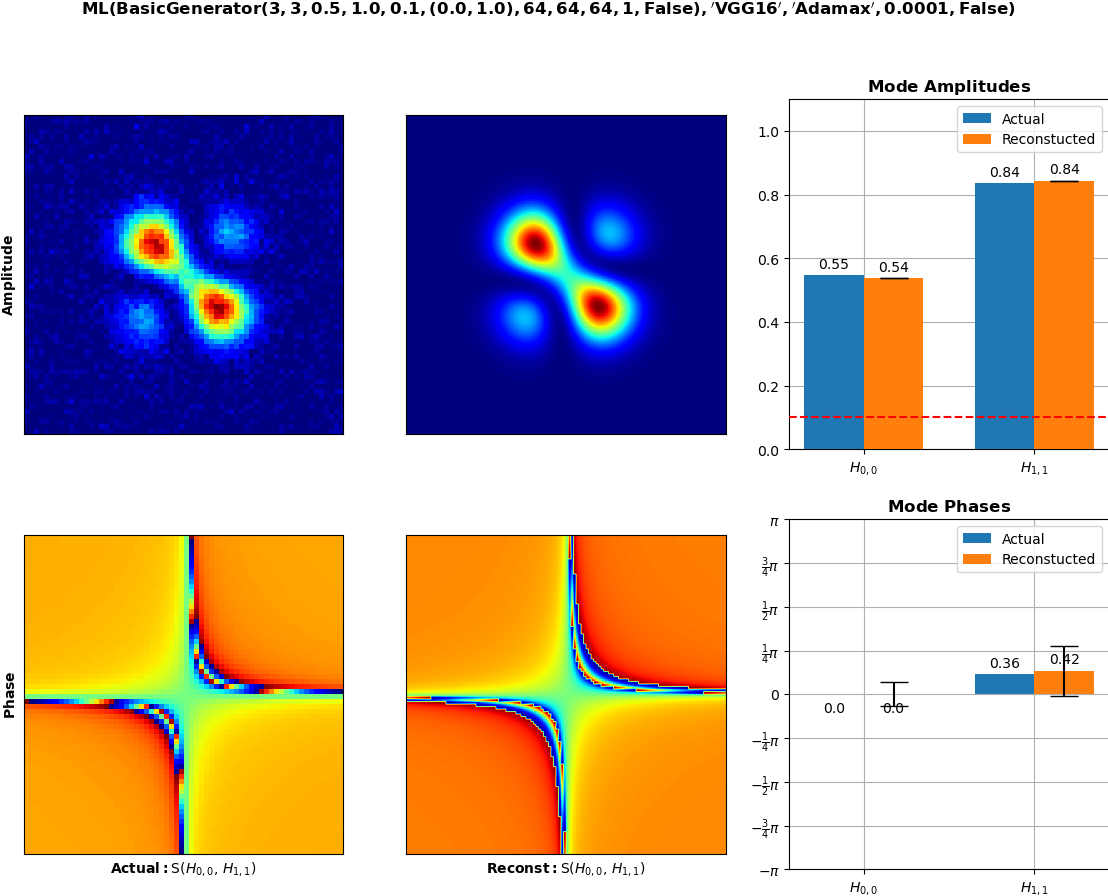 ML(BasicGenerator(3, 3, 0.5, 1.0, 0.1, (0.0, 1.0), 64, 64, 64, 1, False), ′VGG16′, ′Adamax′, 0.0001, False)
Amplitude
Mode Amplitudes
Actual
Reconstucted
1.0
0.8
0.6
0.4
0.2
0.0
0.55
0.54
0.84
0.84
H0,0
H1,1
Phase
Actual: S(H0,0, H1,1)
Reconst: S(H0,0, H1,1)
Mode Phases
Actual
Reconstucted
π
3/4π
1/2π
1/4π
0
−1/4π
−1/2π
−3/4π
−π
0.0
0.0
0.36
0.42
H0,0
H1,1